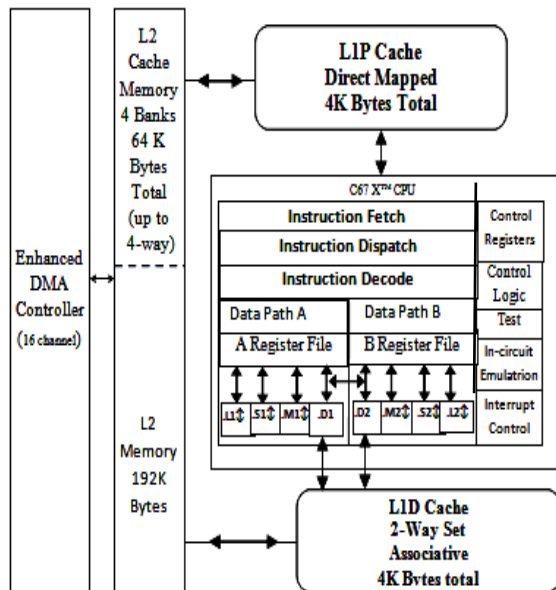 Enhanced
DMA
Controller
(16 channel)
L2
Cache
Memory
4 Banks
64 K
Bytes
Total
(up to
4-way)
L2
Memory
192K
Bytes
L1P Cache
Direct Mapped
4K Bytes Total
C67 X™ CPU
Instruction Fetch
Instruction Dispatch
Instruction Decode
Data Path A
Data Path B
A Register File
B Register File
.L1
.S1
.M1
.D1
.D2
.M2
.S2
.L2
Control
Registers
Control
Logic
Test
In-circuit
Emulatrion
Interrupt
Control
L1D Cache
2-Way Set
Associative
4K Bytes total